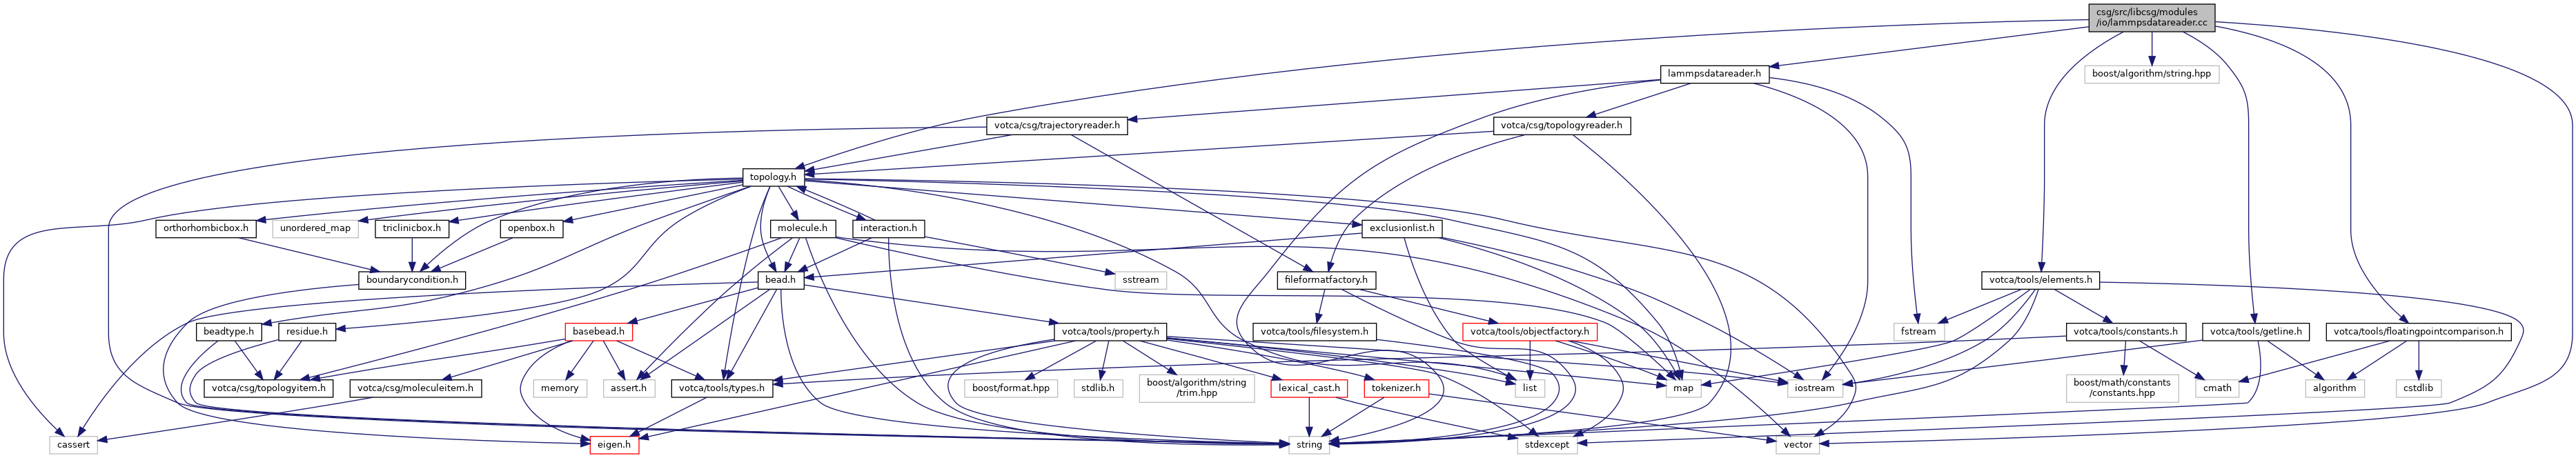 csg/src/libcsg/modules
/io/lammpsdatareader.cc
lammpsdatareader.h
boost/algorithm/string.hpp
votca/csg/trajectoryreader.h
votca/csg/topologyreader.h
topology.h
orthorhombicbox.h
unordered_map
triclinicbox.h
openbox.h
molecule.h
interaction.h
exclusionlist.h
boundarycondition.h
bead.h
sstream
fileformatfactory.h
votca/tools/elements.h
beadtype.h
residue.h
basebead.h
votca/tools/property.h
votca/tools/filesystem.h
votca/tools/objectfactory.h
fstream
votca/tools/constants.h
votca/tools/getline.h
votca/tools/floatingpointcomparison.h
votca/csg/topologyitem.h
votca/csg/moleculeitem.h
memory
assert.h
votca/tools/types.h
boost/format.hpp
stdlib.h
boost/algorithm/string
/trim.hpp
lexical_cast.h
tokenizer.h
list
map
iostream
boost/math/constants
/constants.hpp
cmath
algorithm
cstdlib
cassert
eigen.h
string
stdexcept
vector